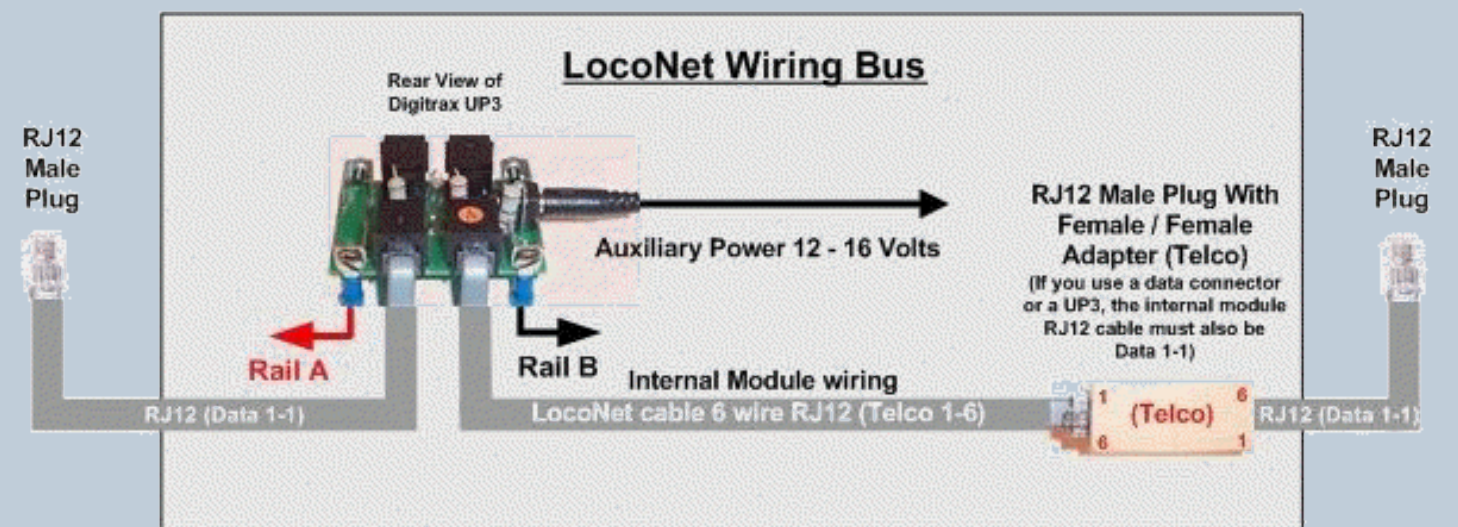 LocoNet Wiring Bus
Rear View of
Digitrax UP3
RJ12
Male
Plug
RJ12
Male
Plug
RJ12 Male Plug With
Female / Female
Adapter (Telco)
(If you use a data connector
or a UP3, the internal module
RJ12 cable must also be
Data 1-1)
Auxiliary Power 12 - 16 Volts
Rail A
Rail B
Internal Module wiring
RJ12 (Data 1-1)
LocoNet cable 6 wire RJ12 (Telco 1-6)
1
6
(Telco)
6
1
RJ12 (Data 1-1)